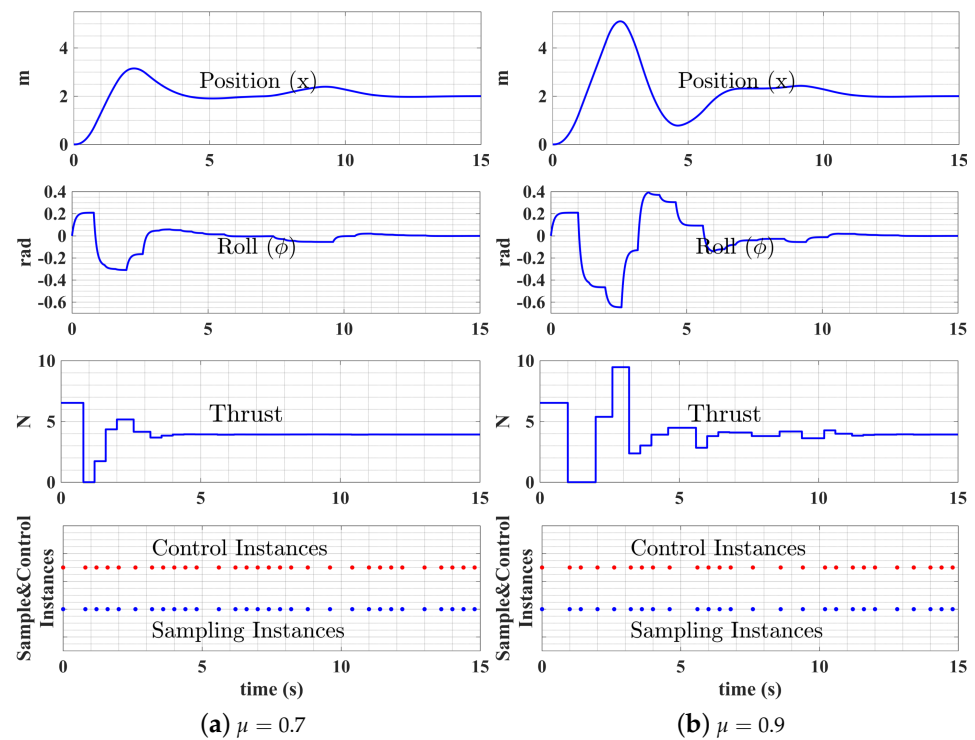 m
4
2
0
Position (x)
0 5 10 15
rad
0.4
0.2
0
-0.2
-0.4
-0.6
Roll (ϕ)
0 5 10 15
N
10
5
0
Thrust
0 5 10 15
Sample&Control
Instances
Control Instances
Sampling Instances
0 5 10 15
time (s)
(a) μ = 0.7
m
4
2
0
Position (x)
0 5 10 15
rad
0.4
0.2
0
-0.2
-0.4
-0.6
Roll (ϕ)
0 5 10 15
N
10
5
0
Thrust
0 5 10 15
Sample&Control
Instances
Control Instances
Sampling Instances
0 5 10 15
time (s)
(b) μ = 0.9